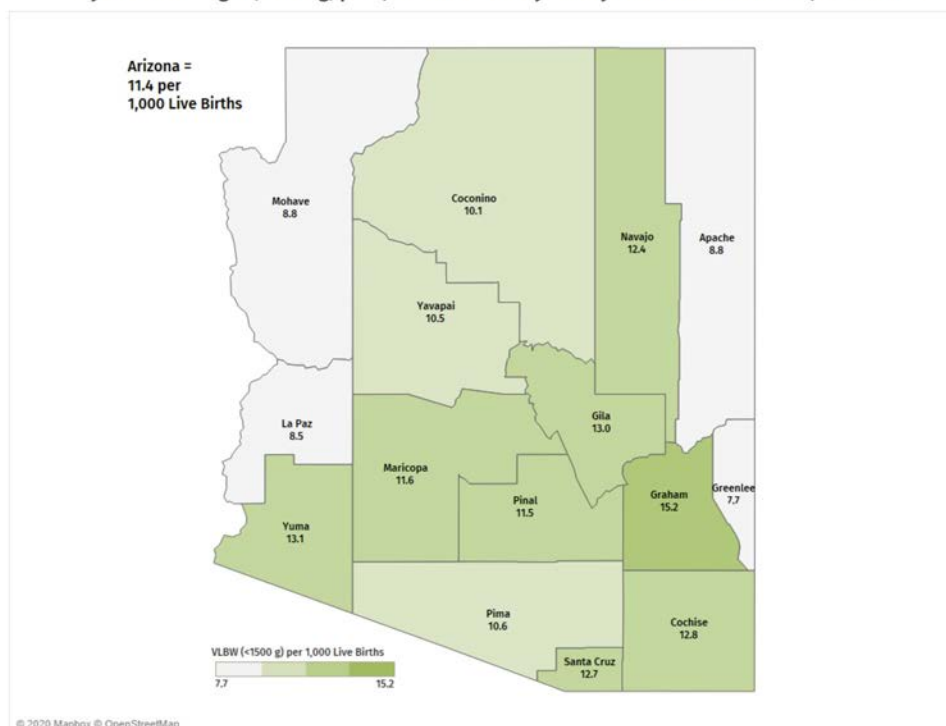 Arizona =
11.4 per
1,000 Live Births
Mohave
8.8
Coconino
10.1
Navajo
12.4
Apache
8.8
Yavapai
10.5
La Paz
8.5
Gila
13.0
Maricopa
11.6
Pinal
11.5
Graham
15.2
Greenlee
7.7
Yuma
13.1
Pima
10.6
Cochise
12.8
Santa Cruz
12.7
VLBW (<1500 g) per 1,000 Live Births
7.7 15.2
© 2020 Mapbox © OpenStreetMap